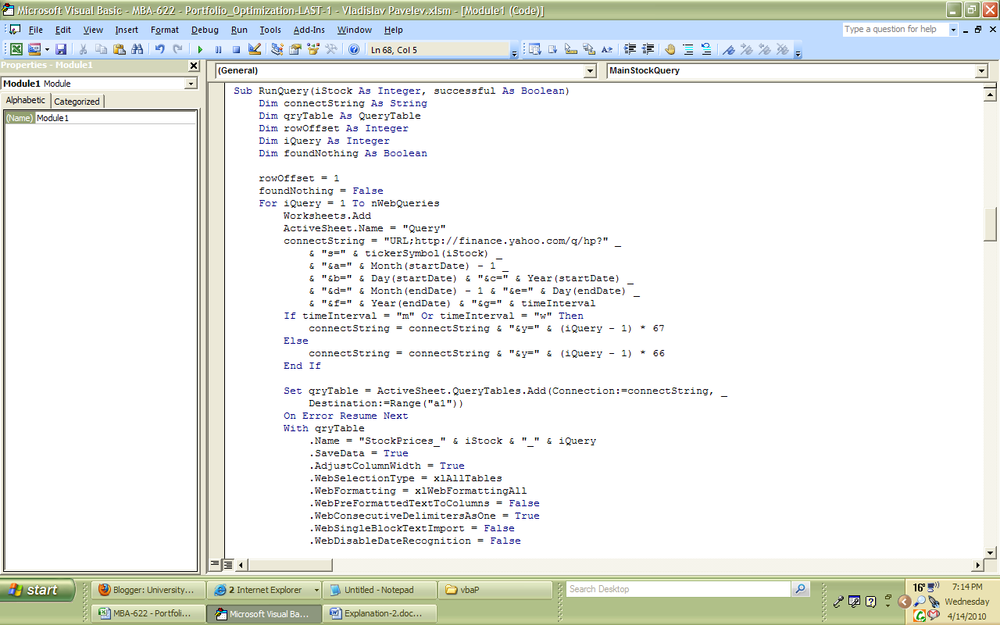 Microsoft Visual Basic - MBA-622 - Portfolio_Optimization-LAST-1 - Vladislav Pavelev.xlsm - [Module1 (Code)]
File Edit View Insert Format Debug Run Tools Add-Ins Window Help
Type a question for help
Ln 68, Col 5
Properties - Module1
Module1 Module
Alphabetic Categorized
(Name) Module1
(General) MainStockQuery
Sub RunQuery(iStock As Integer, successful As Boolean)
    Dim connectString As String
    Dim qryTable As QueryTable
    Dim rowOffset As Integer
    Dim iQuery As Integer
    Dim foundNothing As Boolean
    rowOffset = 1
    foundNothing = False
    For iQuery = 1 To nWebQueries
        Worksheets.Add
        ActiveSheet.Name = "Query"
        connectString = "URL;http://finance.yahoo.com/q/hp?" _
            & "s=" & tickerSymbol(iStock) _
            & "&a=" & Month(startDate) - 1 _
            & "&b=" & Day(startDate) & "&c=" & Year(startDate) _
            & "&d=" & Month(endDate) - 1 & "&e=" & Day(endDate) _
            & "&f=" & Year(endDate) & "&g=" & timeInterval
        If timeInterval = "m" Or timeInterval = "w" Then
            connectString = connectString & "&y=" & (iQuery - 1) * 67
        Else
            connectString = connectString & "&y=" & (iQuery - 1) * 66
        End If
        Set qryTable = ActiveSheet.QueryTables.Add(Connection:=connectString, _
            Destination:=Range("a1"))
        On Error Resume Next
        With qryTable
            .Name = "StockPrices_" & iStock & "_" & iQuery
            .SaveData = True
            .AdjustColumnWidth = True
            .WebSelectionType = xlAllTables
            .WebFormatting = xlWebFormattingAll
            .WebPreFormattedTextToColumns = False
            .WebConsecutiveDelimitersAsOne = True
            .WebSingleBlockTextImport = False
            .WebDisableDateRecognition = False
start
Blogger: University... 2 Internet Explorer Untitled - Notepad vbaP
Search Desktop
16° 7:14 PM
Wednesday
MBA-622 - Portfoli... Microsoft Visual Ba... Explanation-2.doc...
4/14/2010